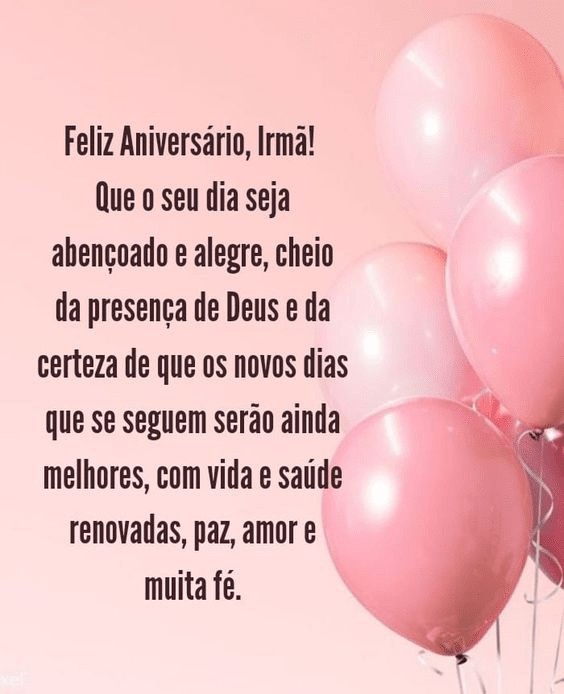 Feliz Aniversário, Irmã!
Que o seu dia seja
abençoado e alegre, cheio
da presença de Deus e da
certeza de que os novos dias
que se seguem serão ainda
melhores, com vida e saúde
renovadas, paz, amor e
muita fé.